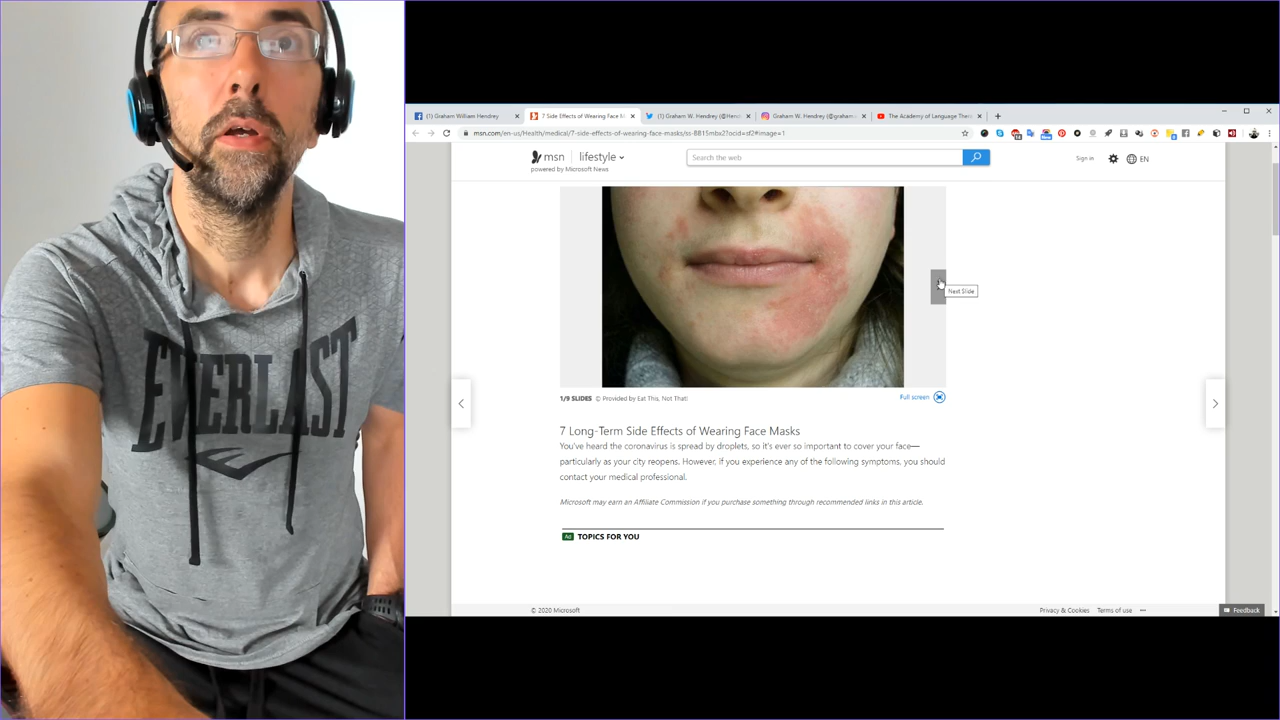 EVERLAST
(1) Graham William Hendrey
7 Side Effects of Wearing Face M
(1) Graham W. Hendrey (@Hend
Graham W. Hendrey (@graham.
The Academy of Language Ther
msn.com/en-us/Health/medical/7-side-effects-of-wearing-face-masks/ss-BB15mbx2?ocid=sf2#image=1
msn
lifestyle
powered by Microsoft News
Search the web
Sign in
EN
Next Slide
1/9 SLIDES © Provided by Eat This, Not That!
Full screen
7 Long-Term Side Effects of Wearing Face Masks
You've heard the coronavirus is spread by droplets, so it's ever so important to cover your face—
particularly as your city reopens. However, if you experience any of the following symptoms, you should
contact your medical professional.
Microsoft may earn an Affiliate Commission if you purchase something through recommended links in this article.
Ad TOPICS FOR YOU
© 2020 Microsoft
Privacy & Cookies
Terms of use
Feedback